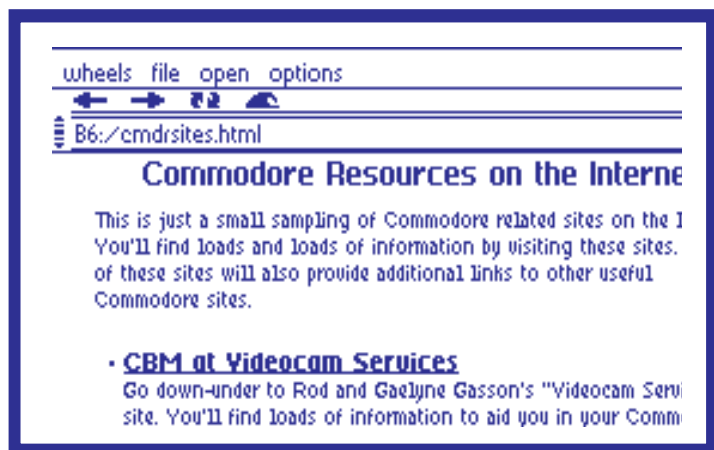 wheels file open options
B6:/cmdrsites.html
Commodore Resources on the Interne
This is just a small sampling of Commodore related sites on the I
You'll find loads and loads of information by visiting these sites.
of these sites will also provide additional links to other useful
Commodore sites.
· CBM at Videocam Services
Go down-under to Rod and Gaelyne Gasson's "Videocam Servi
site. You'll find loads of information to aid you in your Comm